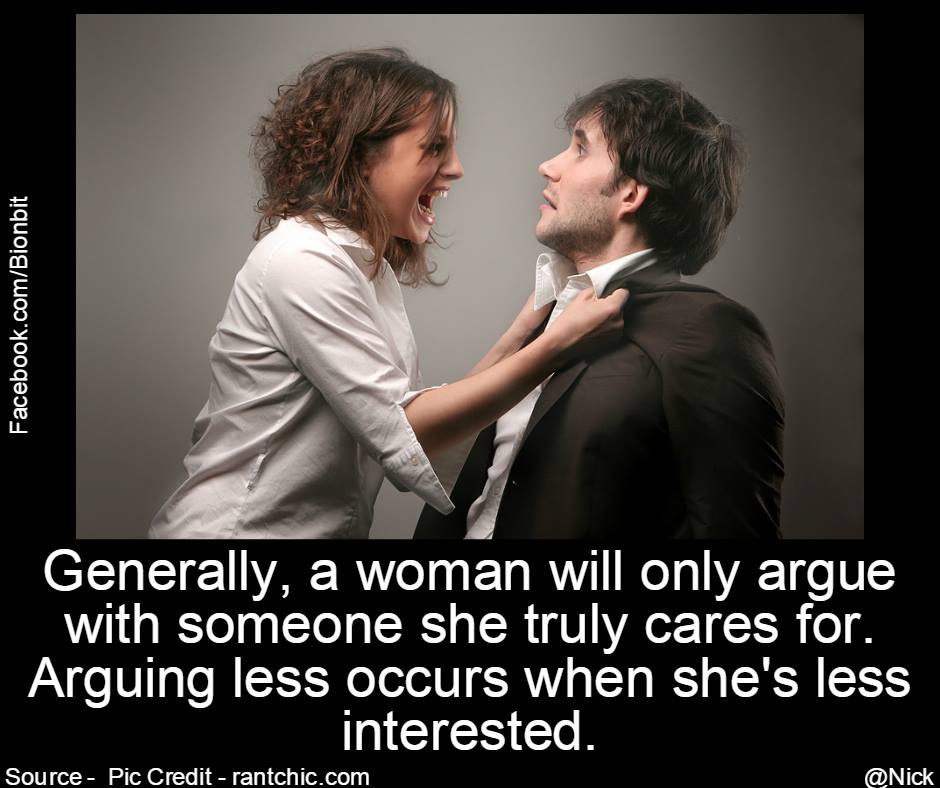 Facebook.com/Bionbit
Generally, a woman will only argue
with someone she truly cares for.
Arguing less occurs when she's less
interested.
Source - Pic Credit - rantchic.com
@Nick